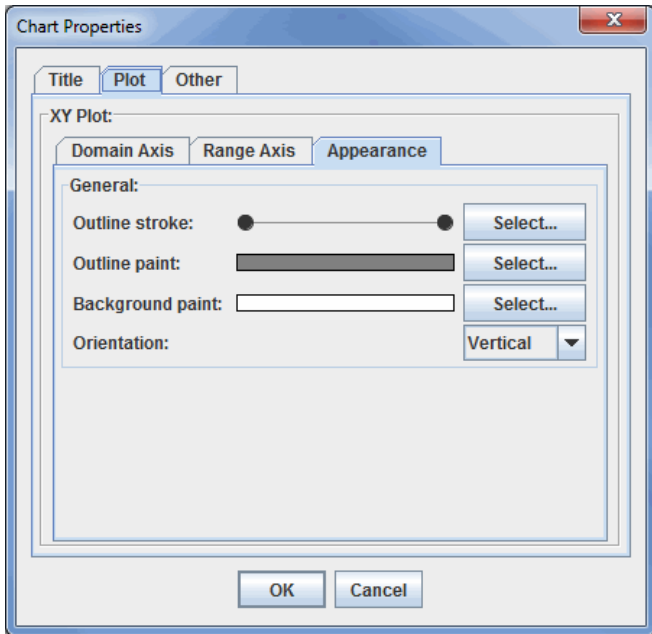 Chart Properties
Title Plot Other
XY Plot:
Domain Axis Range Axis Appearance
General:
Outline stroke: Select...
Outline paint: Select...
Background paint: Select...
Orientation: Vertical
OK Cancel